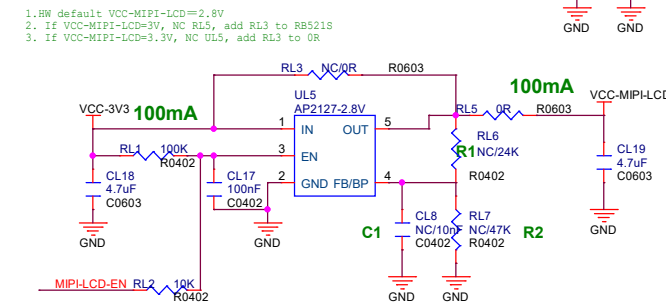 1.HW default VCC-MIPI-LCD＝2.8V
2. If VCC-MIPI-LCD=3V, NC RL5, add RL3 to RB521S
3. If VCC-MIPI-LCD=3.3V, NC UL5, add RL3 to 0R
GND GND
RL3 NC/0R R0603
UL5
AP2127-2.8V
VCC-3V3 100mA
100mA
VCC-MIPI-LCD
1 IN OUT 5
RL5 0R R0603
RL1 100K
R0402
3 EN
RL6
R1 NC/24K
R0402
2 GND FB/BP 4
CL18
4.7uF
C0603
CL17
100nF
C0402
CL19
4.7uF
C0603
C1
CL8
NC/10nF
C0402
RL7
NC/47K
R0402
R2
GND GND GND
MIPI-LCD-EN RL2 10K
R0402
GND GND